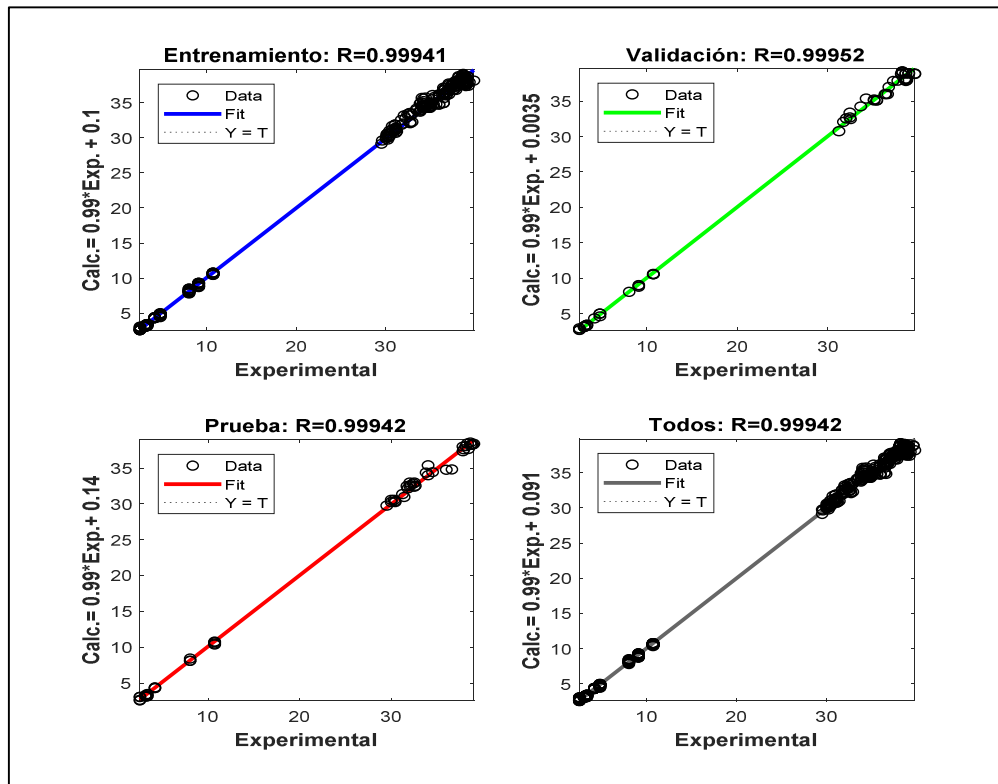 Entrenamiento: R=0.99941
Calc.= 0.99*Exp. + 0.1
Data
Fit
Y = T
35
30
25
20
15
10
5
10
20
30
Experimental
Validación: R=0.99952
Calc.= 0.99*Exp. + 0.0035
Data
Fit
Y = T
35
30
25
20
15
10
5
10
20
30
Experimental
Prueba: R=0.99942
Calc.= 0.99*Exp.+ 0.14
Data
Fit
Y = T
35
30
25
20
15
10
5
10
20
30
Experimental
Todos: R=0.99942
Calc.= 0.99*Exp.+ 0.091
Data
Fit
Y = T
35
30
25
20
15
10
5
10
20
30
Experimental